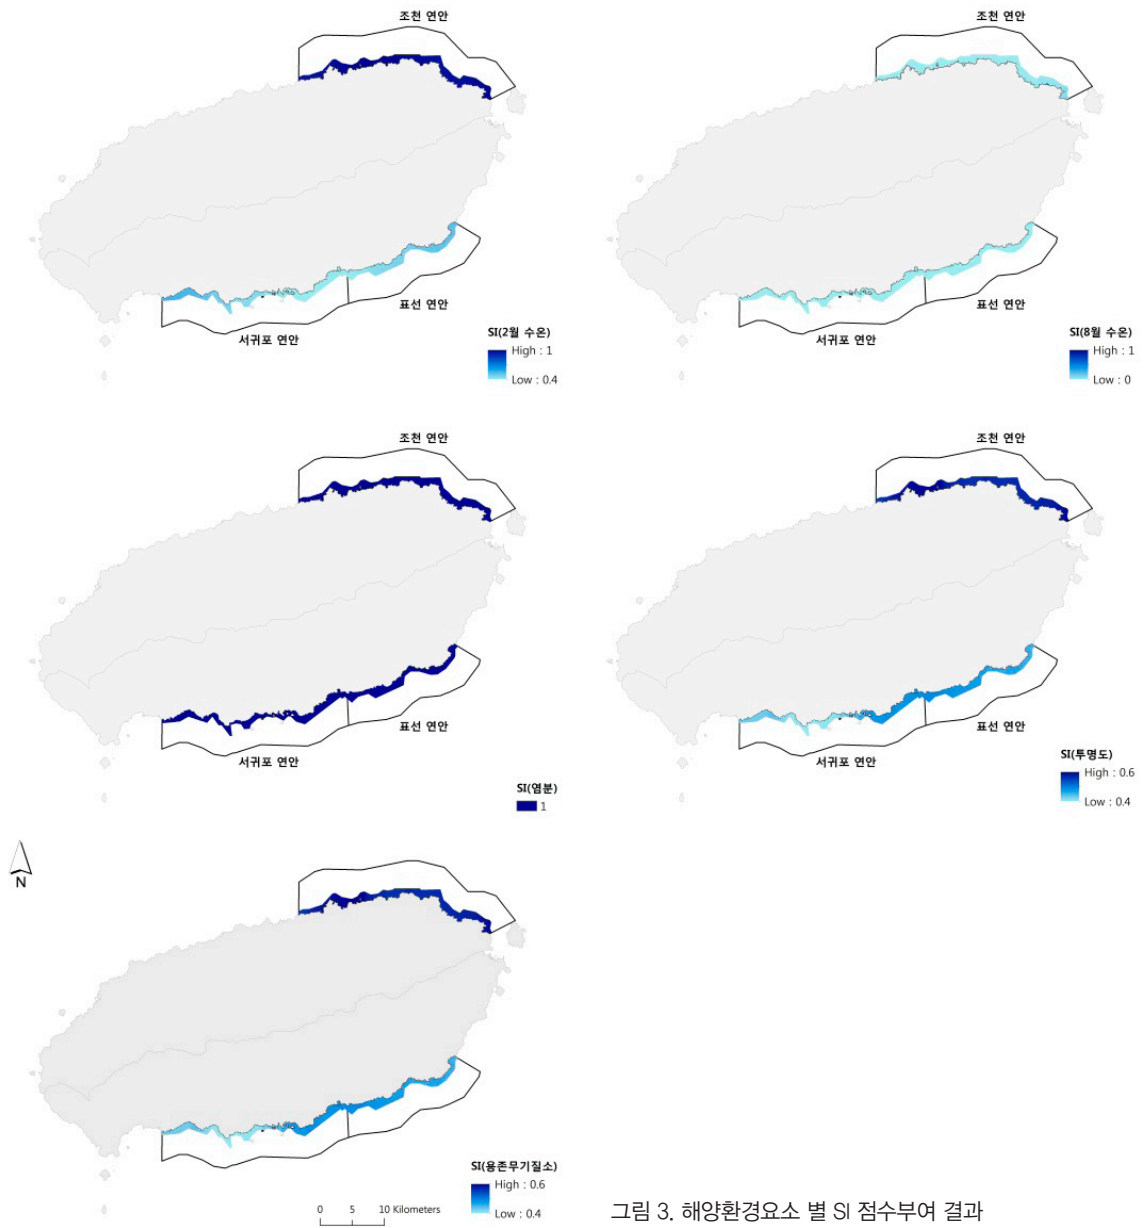 조천 연안
표선 연안
서귀포 연안
SI(2월 수온)
High : 1
Low : 0.4
조천 연안
표선 연안
서귀포 연안
SI(8월 수온)
High : 1
Low : 0
조천 연안
표선 연안
서귀포 연안
SI(염분)
1
조천 연안
표선 연안
서귀포 연안
SI(투명도)
High : 0.6
Low : 0.4
N
SI(용존무기질소)
High : 0.6
Low : 0.4
0 5 10 Kilometers
그림 3. 해양환경요소 별 SI 점수부여 결과